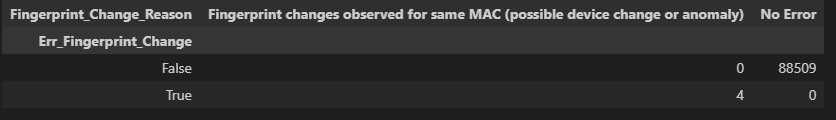 Fingerprint_Change_Reason Fingerprint changes observed for same MAC (possible device change or anomaly) No Error
Err_Fingerprint_Change
False 0 88509
True 4 0